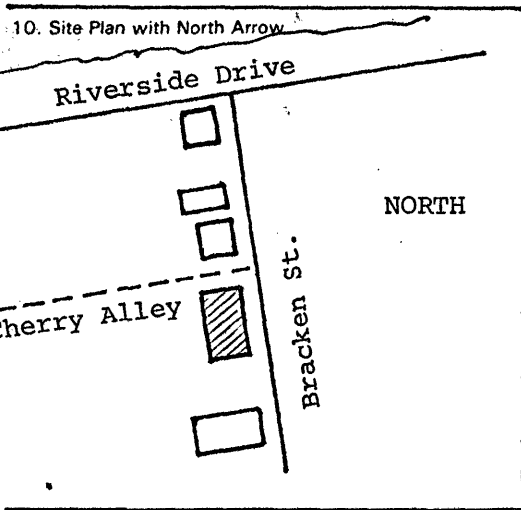 10. Site Plan with North Arrow
Riverside Drive
NORTH
Cherry Alley
Bracken St.